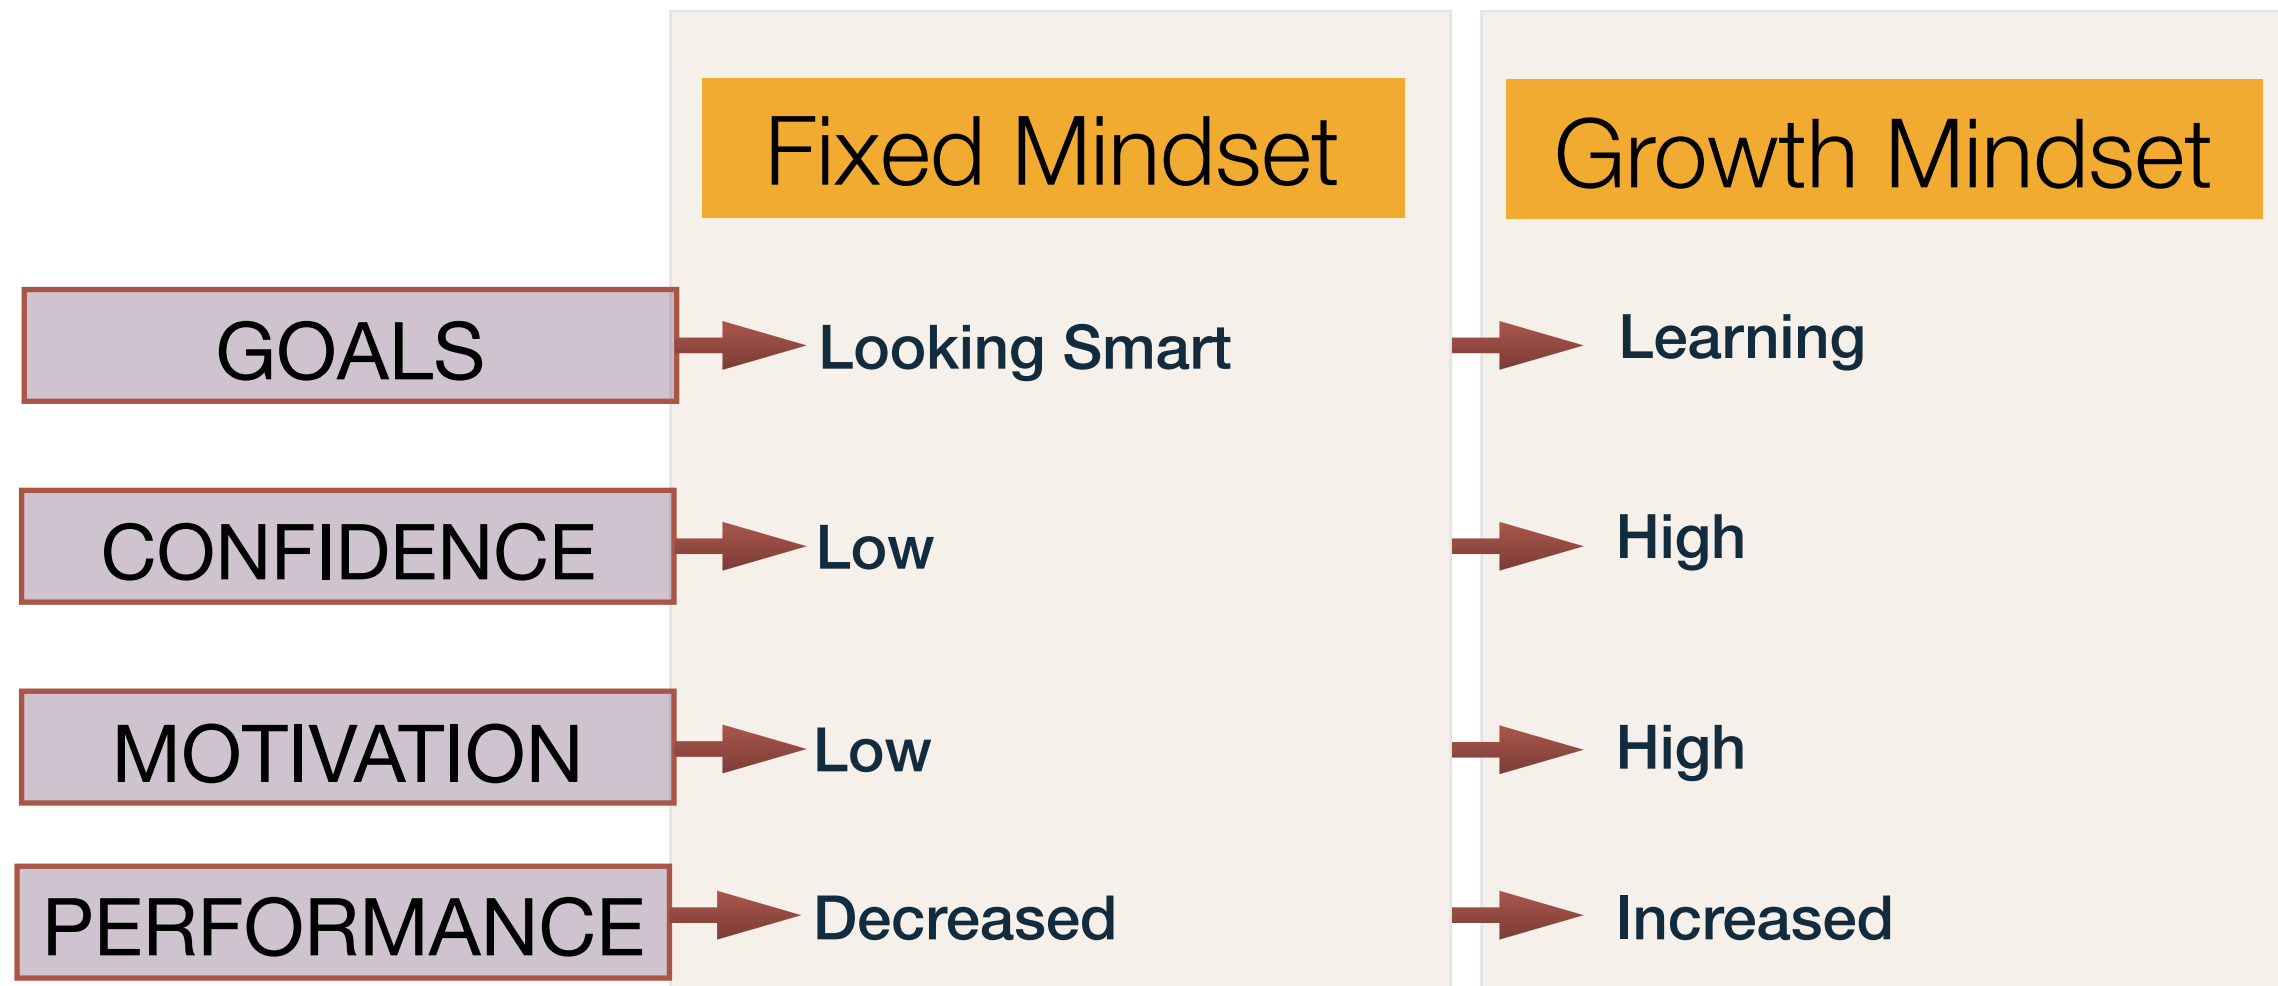 Fixed Mindset
Growth Mindset
GOALS
Looking Smart
Learning
CONFIDENCE
Low
High
MOTIVATION
Low
High
PERFORMANCE
Decreased
Increased